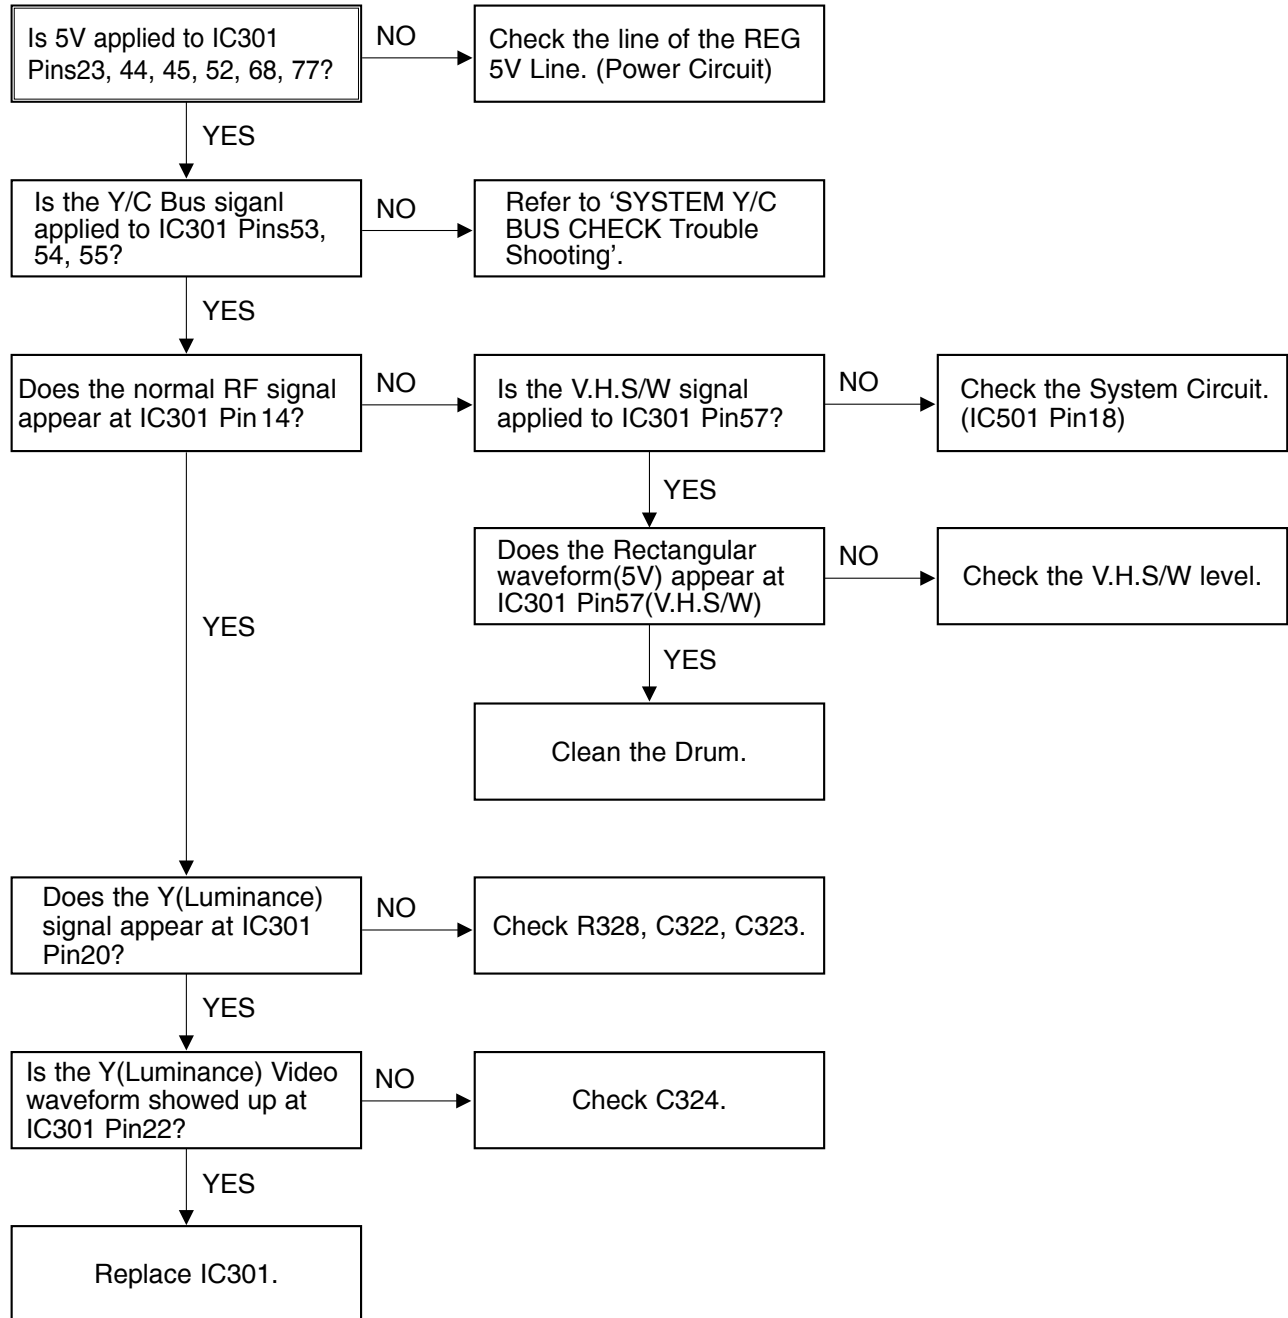 Is 5V applied to IC301
Pins23, 44, 45, 52, 68, 77?
NO
Check the line of the REG
5V Line. (Power Circuit)
YES
Is the Y/C Bus siganl
applied to IC301 Pins53,
54, 55?
NO
Refer to ‘SYSTEM Y/C
BUS CHECK Trouble
Shooting’.
YES
Does the normal RF signal
appear at IC301 Pin14?
NO
Is the V.H.S/W signal
applied to IC301 Pin57?
NO
Check the System Circuit.
(IC501 Pin18)
YES
Does the Rectangular
waveform(5V) appear at
IC301 Pin57(V.H.S/W)
NO
Check the V.H.S/W level.
YES
YES
Clean the Drum.
Does the Y(Luminance)
signal appear at IC301
Pin20?
NO
Check R328, C322, C323.
YES
Is the Y(Luminance) Video
waveform showed up at
IC301 Pin22?
NO
Check C324.
YES
Replace IC301.